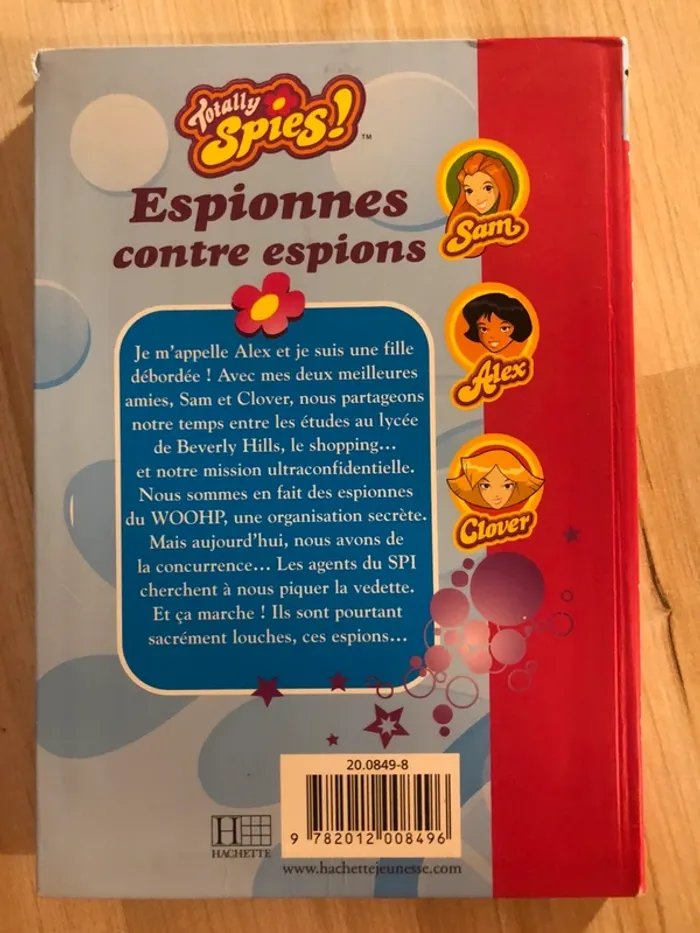 Totally
Spies!™
Espionnes
contre espions
Sam
Alex
Clover
Je m'appelle Alex et je suis une fille
débordée ! Avec mes deux meilleures
amies, Sam et Clover, nous partageons
notre temps entre les études au lycée
de Beverly Hills, le shopping...
et notre mission ultraconfidentielle.
Nous sommes en fait des espionnes
du WOOHP, une organisation secrète.
Mais aujourd'hui, nous avons de
la concurrence... Les agents du SPI
cherchent à nous piquer la vedette.
Et ça marche ! Ils sont pourtant
sacrément louches, ces espions...
20.0849-8
9 782012 008496
H
HACHETTE
www.hachettejeunesse.com